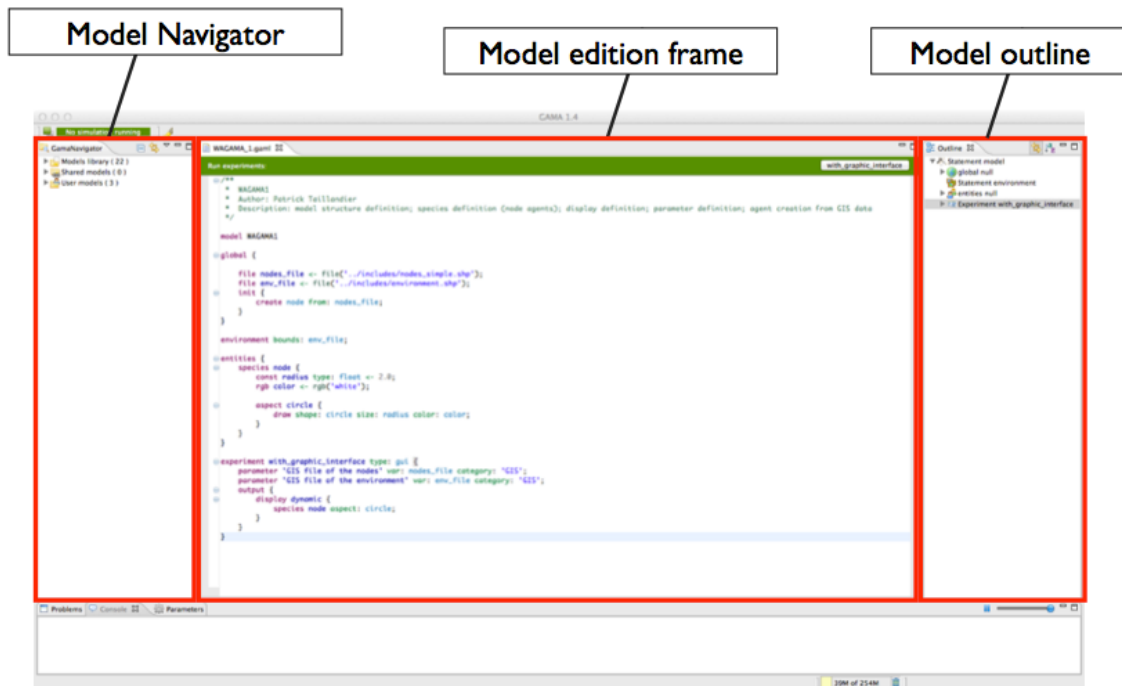 Model Navigator
Model edition frame
Model outline
GAMA 1.4
No simulation running
GamaNavigator
Models library ( 22 )
Shared models ( 0 )
User models ( 3 )
WAGAMA_1.gaml
Run experiments:
with_graphic_interface
/**
*  WAGAMA1
*  Author: Patrick Taillandier
*  Description: model structure definition; species definition (node agents); display definition; parameter definition; agent creation from GIS data
*/
model WAGAMA1
global {
file nodes_file <- file("../includes/nodes_simple.shp");
file env_file <- file("../includes/environment.shp");
init {
create node from: nodes_file;
}
}
environment bounds: env_file;
entities {
species node {
const radius type: float <- 2.0;
rgb color <- rgb("white");
aspect circle {
draw shape: circle size: radius color: color;
}
}
}
experiment with_graphic_interface type: gui {
parameter "GIS file of the nodes" var: nodes_file category: "GIS";
parameter "GIS file of the environment" var: env_file category: "GIS";
output {
display dynamic {
species node aspect: circle;
}
}
}
Outline
Statement model
global null
Statement environment
entities null
Experiment with_graphic_interface
Problems
Console
Parameters
39M of 254M